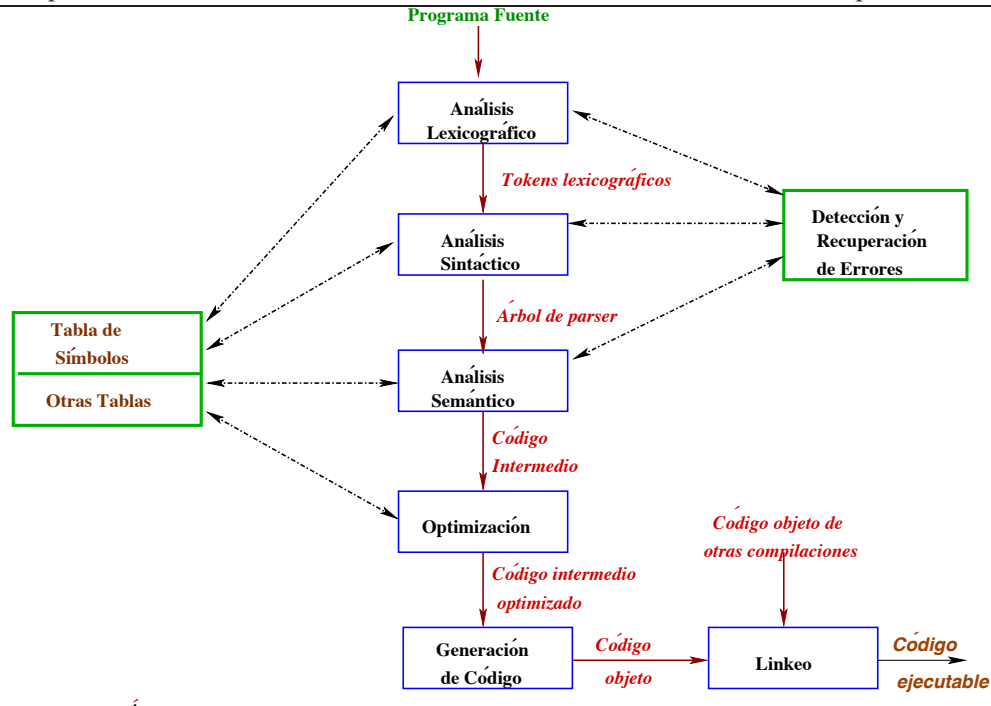 Programa Fuente
Análisis
Lexicográfico
Tokens lexicográficos
Detección y
Recuperación
de Errores
Análisis
Sintáctico
Árbol de parser
Tabla de
Símbolos
Otras Tablas
Análisis
Semántico
Código
Intermedio
Optimización
Código objeto de
otras compilaciones
Código intermedio
optimizado
Generación
de Código
Código
objeto
Linkeo
Código
ejecutable